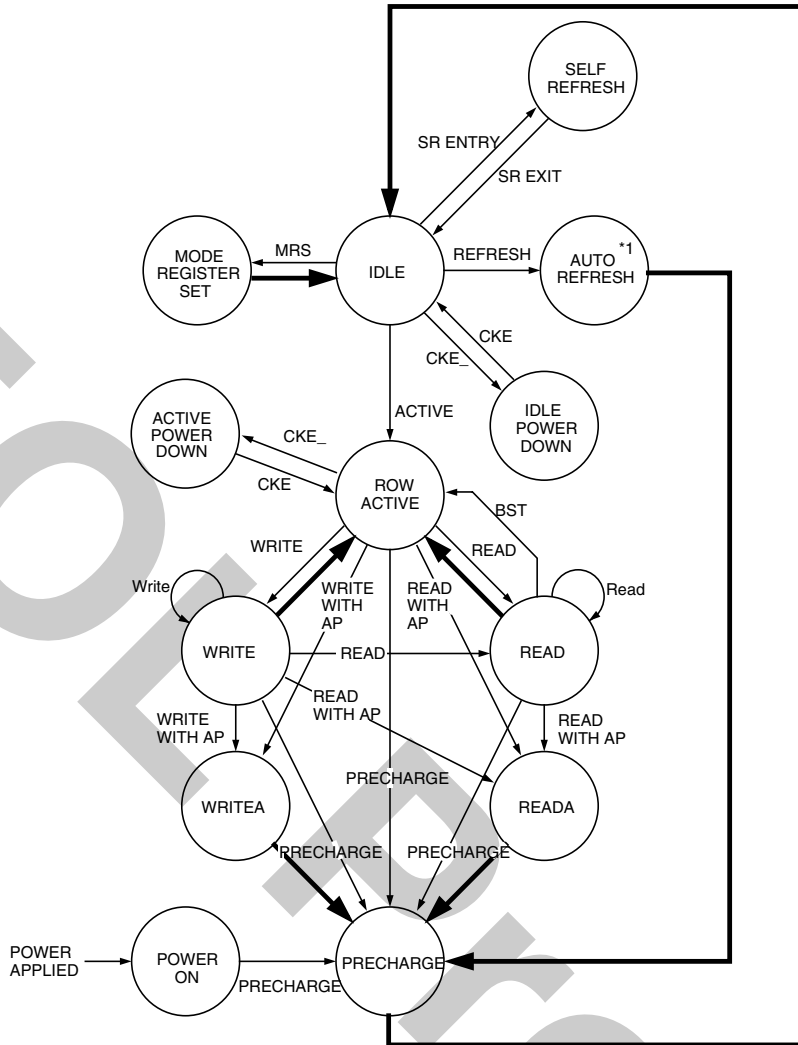 SELF
REFRESH
SR ENTRY
SR EXIT
MODE
REGISTER
SET
MRS
IDLE
REFRESH
*1
AUTO
REFRESH
CKE
CKE_
IDLE
POWER
DOWN
ACTIVE
ACTIVE
POWER
DOWN
CKE_
CKE
ROW
ACTIVE
BST
WRITE
READ
Write
WRITE
WITH
AP
READ
WITH
AP
Read
WRITE
READ
READ
READ
WITH AP
WRITE
WITH AP
READ
WITH AP
PRECHARGE
WRITEA
READA
PRECHARGE
PRECHARGE
POWER
APPLIED
POWER
ON
PRECHARGE
PRECHARGE